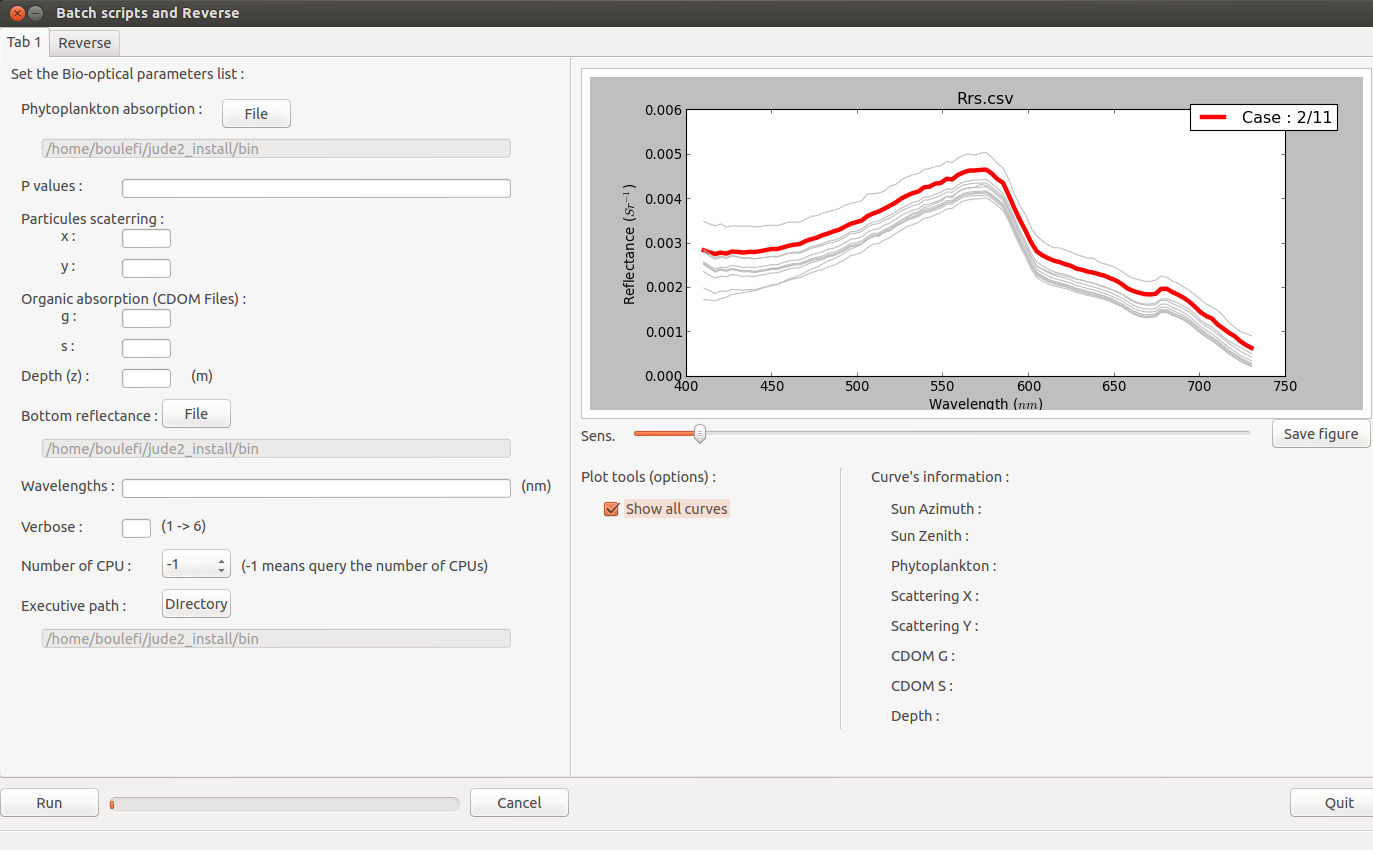 Batch scripts and Reverse
Tab 1
Reverse
Set the Bio-optical parameters list :
Phytoplankton absorption :
File
/home/boulefi/jude2_install/bin
P values :
Particules scaterring :
x :
y :
Organic absorption (CDOM Files) :
g :
s :
Depth (z) :
(m)
Bottom reflectance :
File
/home/boulefi/jude2_install/bin
Wavelengths :
(nm)
Verbose :
(1 -> 6)
Number of CPU :
-1
(-1 means query the number of CPUs)
Executive path :
DIrectory
/home/boulefi/jude2_install/bin
Rrs.csv
Case : 2/11
Reflectance (Sr⁻¹)
0.006
0.005
0.004
0.003
0.002
0.001
0.000
400 450 500 550 600 650 700 750
Wavelength (nm)
Sens.
Save figure
Plot tools (options) :
Show all curves
Curve's information :
Sun Azimuth :
Sun Zenith :
Phytoplankton :
Scattering X :
Scattering Y :
CDOM G :
CDOM S :
Depth :
Run
Cancel
Quit